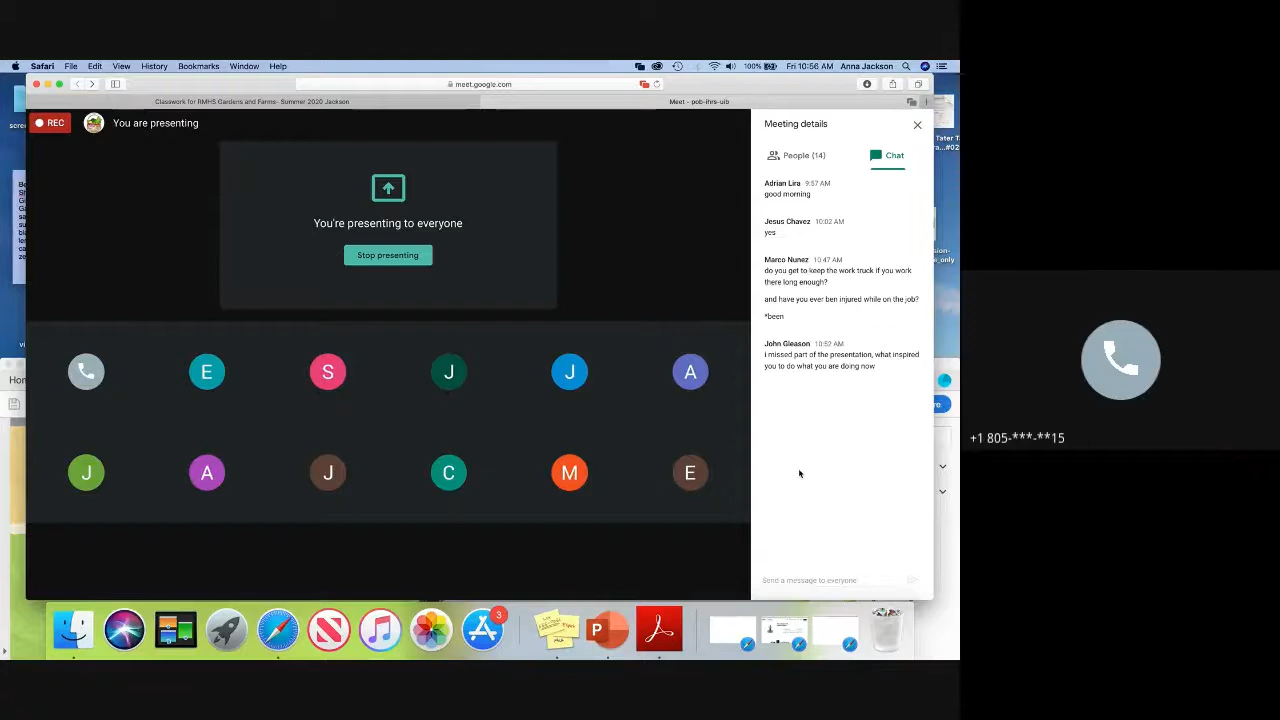 Safari File Edit View History Bookmarks Window Help 100% Fri 10:56 AM Anna Jackson
meet.google.com
Classwork for RMHS Gardens and Farms- Summer 2020 Jackson
Meet - pob-ihrs-uib
REC You are presenting
Meeting details
People (14) Chat
Adrian Lira 9:57 AM
good morning
Jesus Chavez 10:02 AM
yes
Marco Nunez 10:47 AM
do you get to keep the work truck if you work
there long enough?
and have you ever ben injured while on the job?
*been
John Gleason 10:52 AM
i missed part of the presentation, what inspired
you to do what you are doing now
You're presenting to everyone
Stop presenting
E S J J A
J A J C M E
Send a message to everyone
+1 805-***-**15
3
P